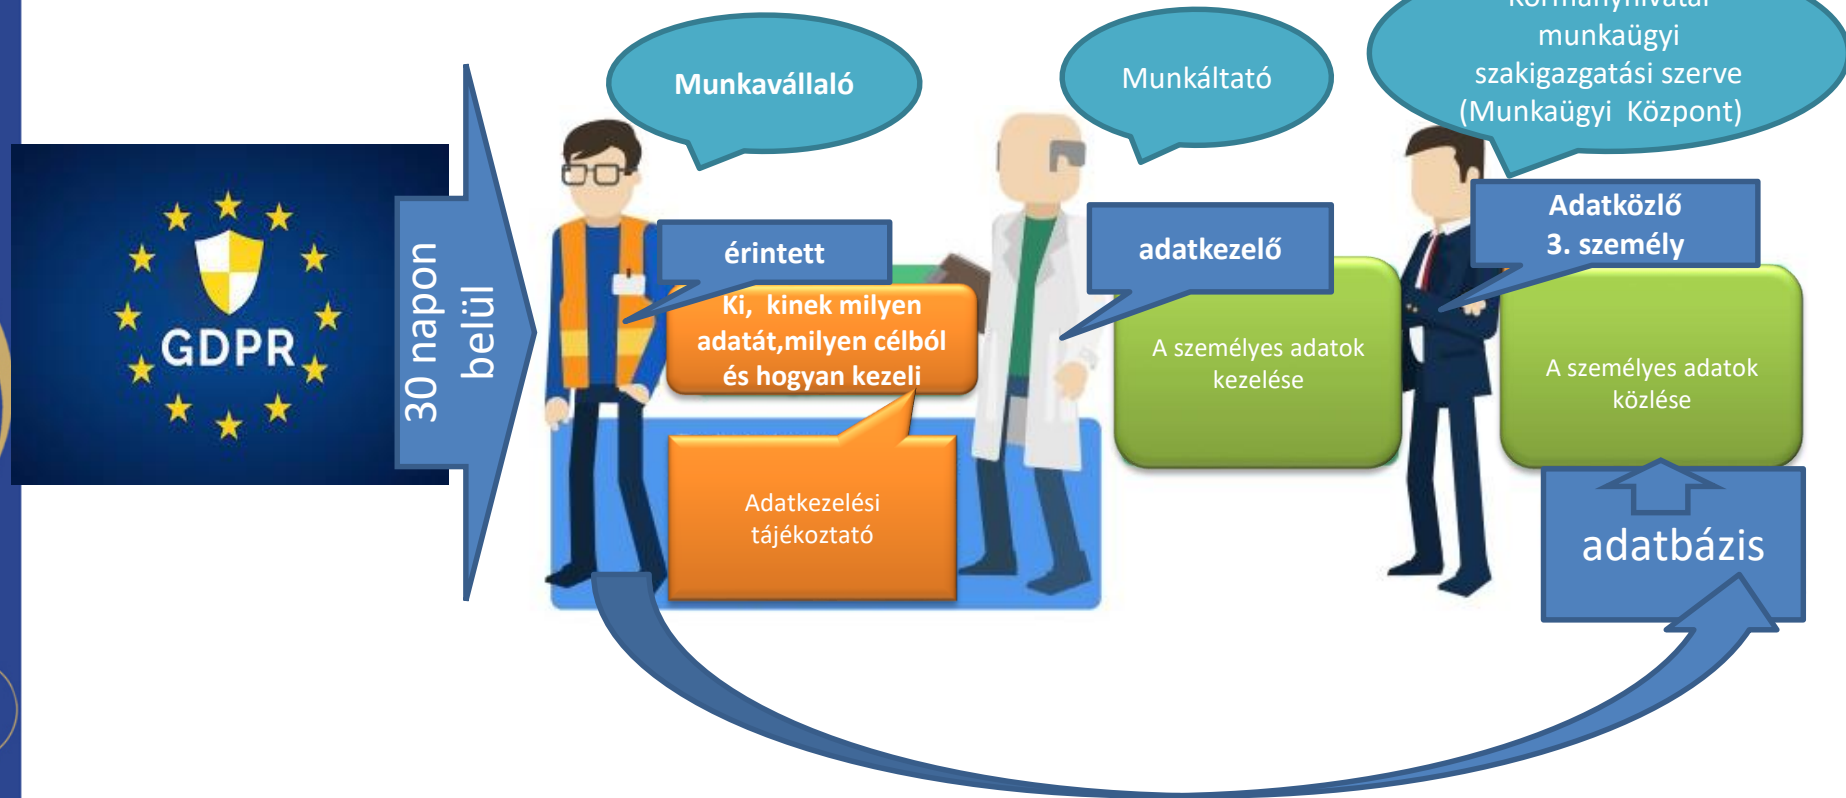 Kormányhivatal
munkaügyi
szakigazgatási szerve
(Munkaügyi Központ)
Munkavállaló
Munkáltató
GDPR
30 napon
belül
érintett
adatkezelő
Adatközlő
3. személy
Ki, kinek milyen
adatát,milyen célból
és hogyan kezeli
A személyes adatok
kezelése
A személyes adatok
közlése
Adatkezelési
tájékoztató
adatbázis